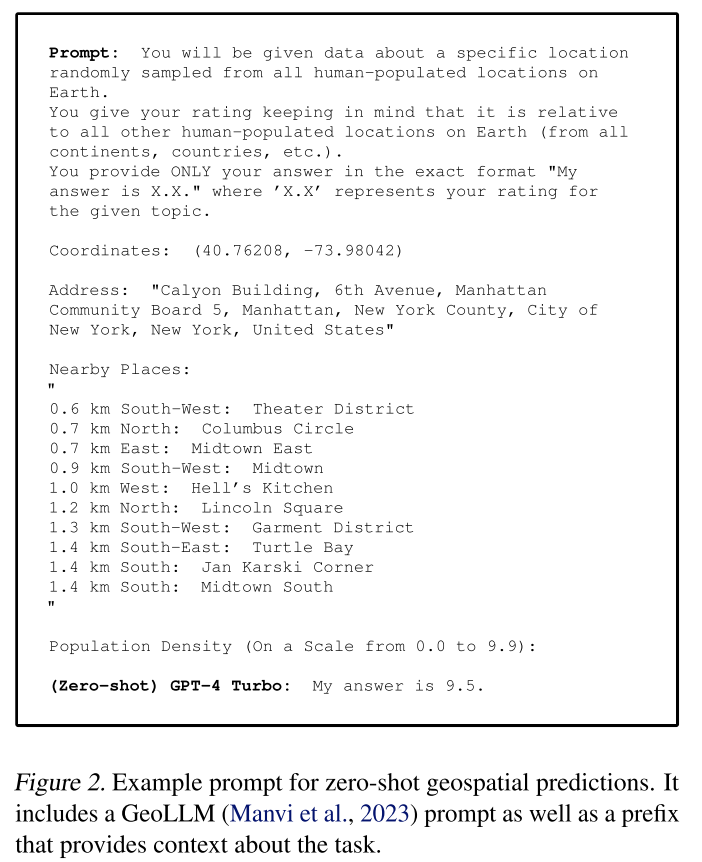 Prompt: You will be given data about a specific location
randomly sampled from all human-populated locations on
Earth.
You give your rating keeping in mind that it is relative
to all other human-populated locations on Earth (from all
continents, countries, etc.).
You provide ONLY your answer in the exact format "My
answer is X.X." where ’X.X’ represents your rating for
the given topic.
Coordinates: (40.76208, -73.98042)
Address: "Calyon Building, 6th Avenue, Manhattan
Community Board 5, Manhattan, New York County, City of
New York, New York, United States"
Nearby Places:
"
0.6 km South-West: Theater District
0.7 km North: Columbus Circle
0.7 km East: Midtown East
0.9 km South-West: Midtown
1.0 km West: Hell’s Kitchen
1.2 km North: Lincoln Square
1.3 km South-West: Garment District
1.4 km South-East: Turtle Bay
1.4 km South: Jan Karski Corner
1.4 km South: Midtown South
"
Population Density (On a Scale from 0.0 to 9.9):
(Zero-shot) GPT-4 Turbo: My answer is 9.5.
Figure 2. Example prompt for zero-shot geospatial predictions. It
includes a GeoLLM (Manvi et al., 2023) prompt as well as a prefix
that provides context about the task.